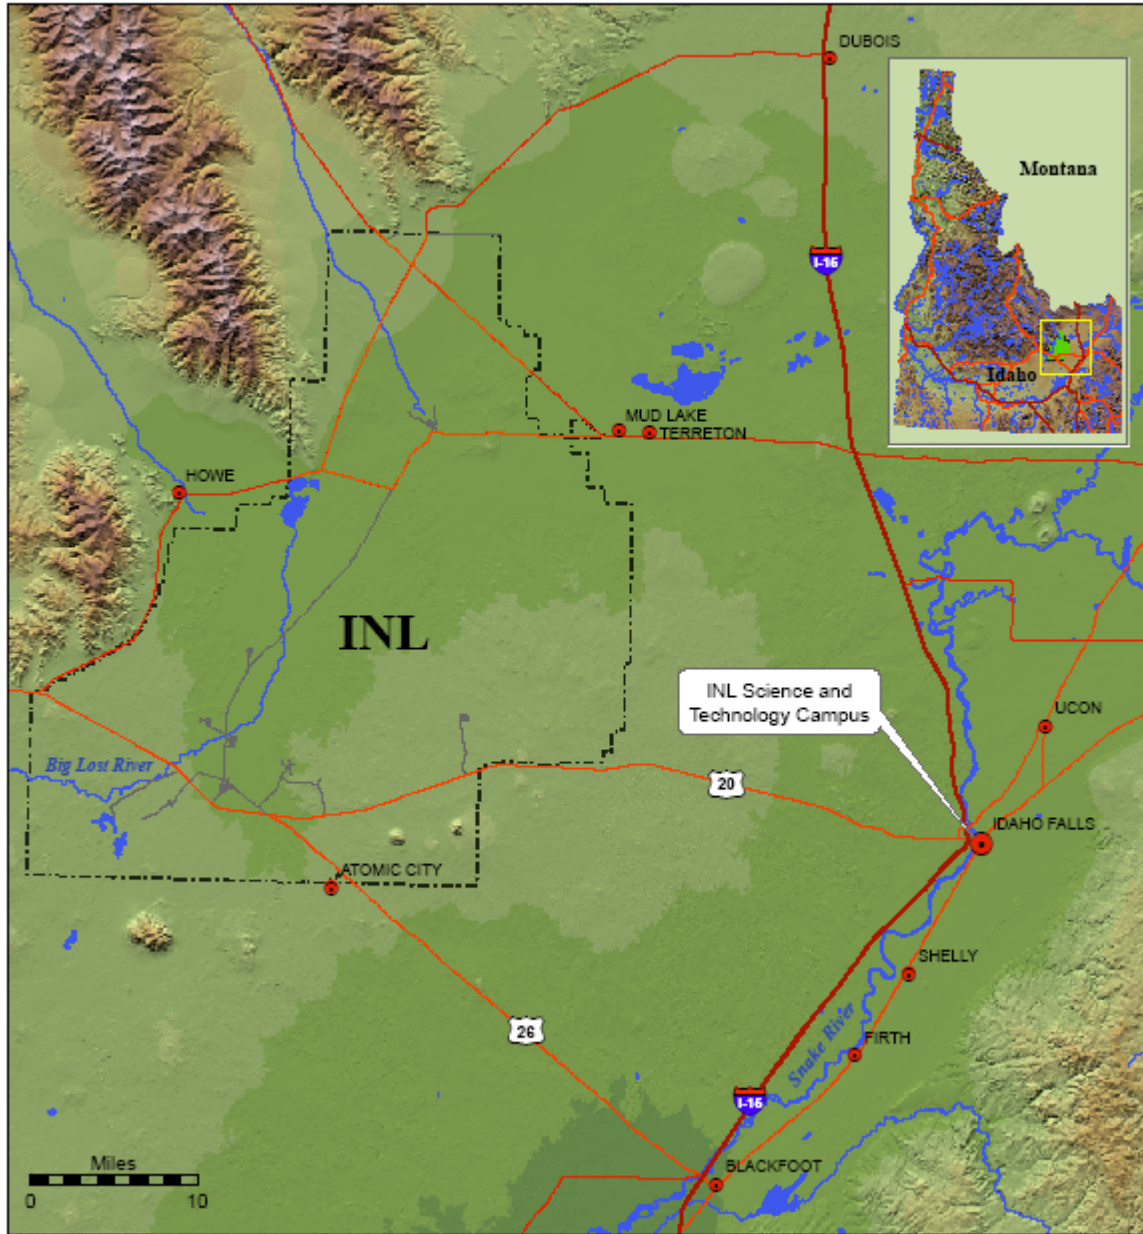 DUBOIS
Montana
I-15
Idaho
MUD LAKE
TERRETON
HOWE
INL
INL Science and
Technology Campus
UCON
Big Lost River
20
IDAHO FALLS
ATOMIC CITY
SHELLY
26
Snake River
FIRTH
I-15
Miles
BLACKFOOT
0 10